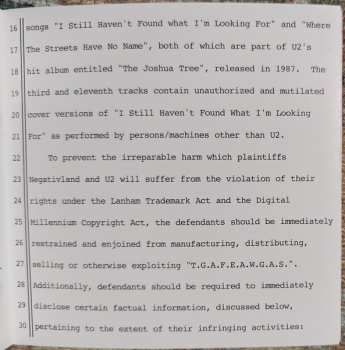 16 songs "I Still Haven't Found what I'm Looking For" and "Where
17 The Streets Have No Name", both of which are part of U2's
18 hit album entitled "The Joshua Tree", released in 1987. The
19 third and eleventh tracks contain unauthorized and mutilated
20 cover versions of "I Still Haven't Found What I'm Looking
21 For" as performed by persons/machines other than U2.
22 To prevent the irreparable harm which plaintiffs
23 Negativland and U2 will suffer from the violation of their
24 rights under the Lanham Trademark Act and the Digital
25 Millennium Copyright Act, the defendants should be immediately
26 restrained and enjoined from manufacturing, distributing,
27 selling or otherwise exploiting "T.G.A.F.E.A.W.G.A.S.".
28 Additionally, defendants should be required to immediately
29 disclose certain factual information, discussed below,
30 pertaining to the extent of their infringing activities: